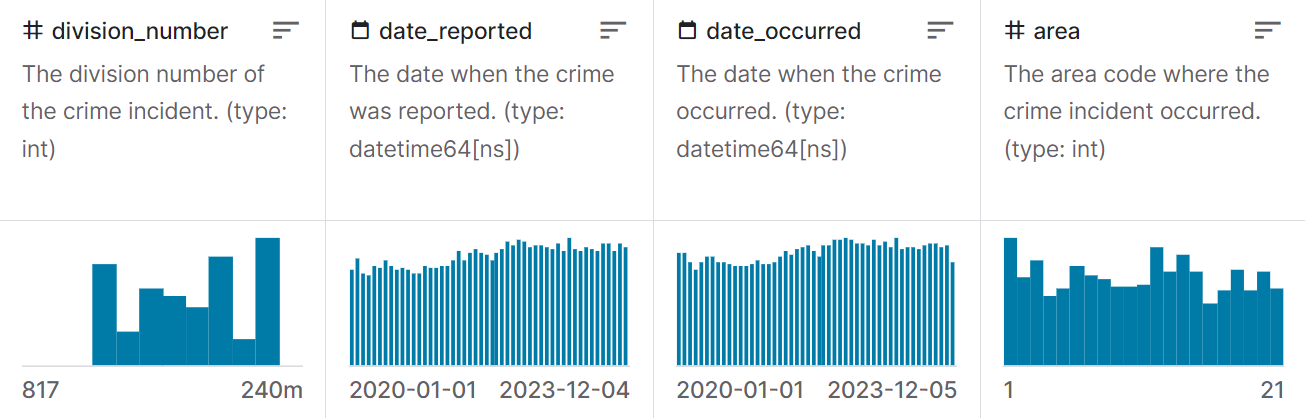 division_number
The division number of
the crime incident. (type:
int)
817 240m
date_reported
The date when the crime
was reported. (type:
datetime64[ns])
2020-01-01 2023-12-04
date_occurred
The date when the crime
occurred. (type:
datetime64[ns])
2020-01-01 2023-12-05
# area
The area code where the
crime incident occurred.
(type: int)
1 21